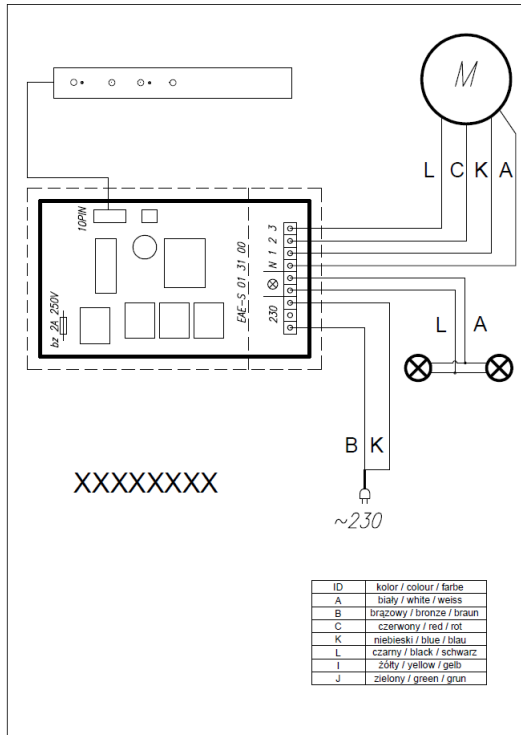 M
L C K A
10PIN
3
2
1
N
230
EAE-S 01 31 00
bz 2A 250V
L A
B K
XXXXXXXX
~230
ID kolor / colour / farbe
A biały / white / weiss
B brązowy / bronze / braun
C czerwony / red / rot
K niebieski / blue / blau
L czarny / black / schwarz
I żółty / yellow / gelb
J zielony / green / grun